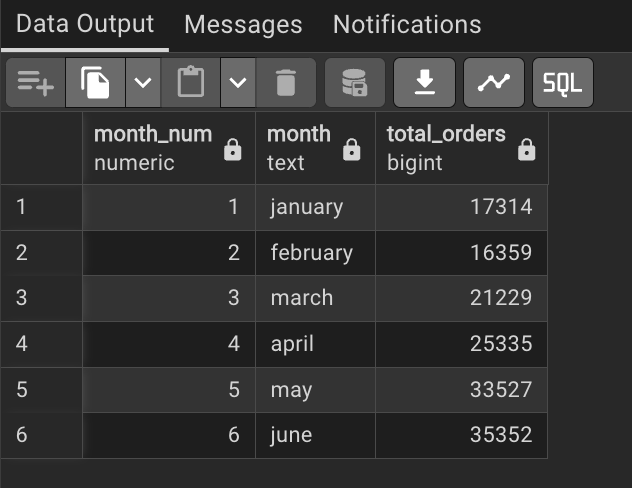 Data Output Messages Notifications
SQL
month_num month total_orders
numeric text bigint
1 1 january 17314
2 2 february 16359
3 3 march 21229
4 4 april 25335
5 5 may 33527
6 6 june 35352